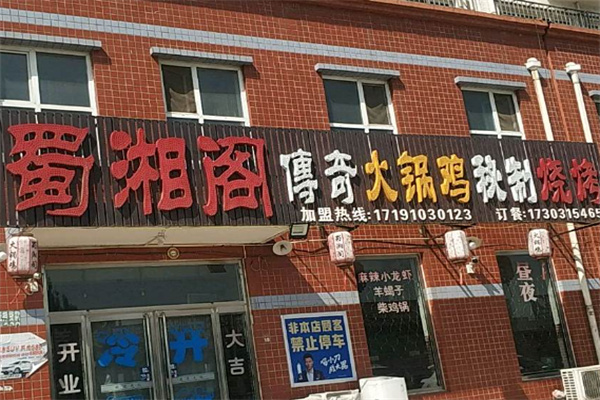 蜀湘阁 傳奇火锅鸡 秘制烧烤
加盟热线:17191030123 订餐:1730315465
麻辣小龙虾
羊蝎子
柴鸡锅
昼夜
非本店顾客
禁止停车
开业
大吉